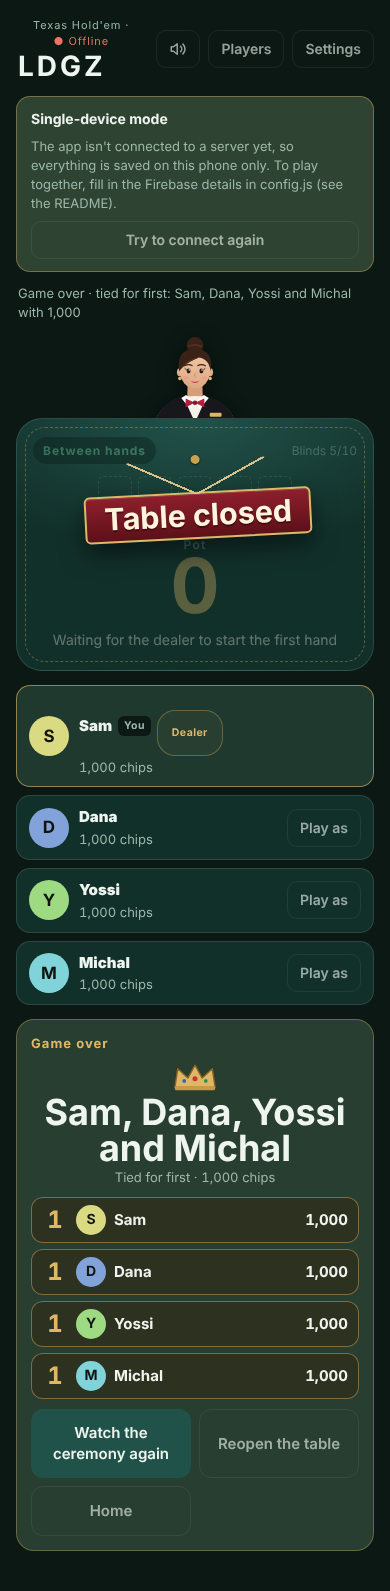 Texas Hold'em ·
Offline
LDGZ
Players
Settings
Single-device mode
The app isn't connected to a server yet, so
everything is saved on this phone only. To play
together, fill in the Firebase details in config.js (see
the README).
Try to connect again
Game over · tied for first: Sam, Dana, Yossi and Michal
with 1,000
Between hands
Blinds 5/10
Table closed
Pot
0
Waiting for the dealer to start the first hand
S
Sam
You
Dealer
1,000 chips
D
Dana
1,000 chips
Play as
Y
Yossi
1,000 chips
Play as
M
Michal
1,000 chips
Play as
Game over
Sam, Dana, Yossi
and Michal
Tied for first · 1,000 chips
1 S Sam 1,000
1 D Dana 1,000
1 Y Yossi 1,000
1 M Michal 1,000
Watch the
ceremony again
Reopen the table
Home